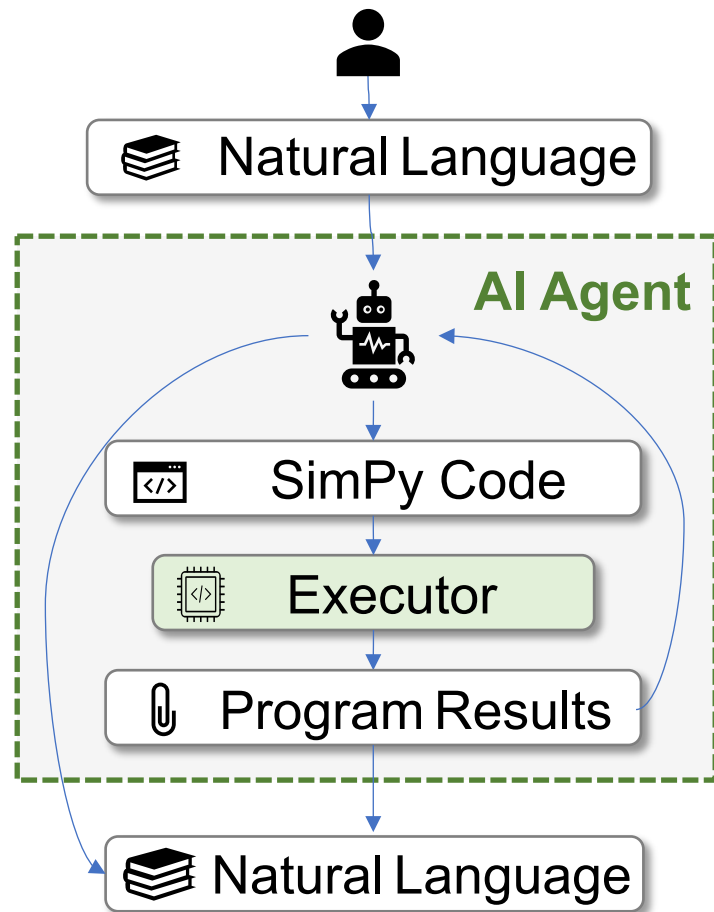 Natural Language
AI Agent
SimPy Code
</>
Executor
</>
Program Results
Natural Language